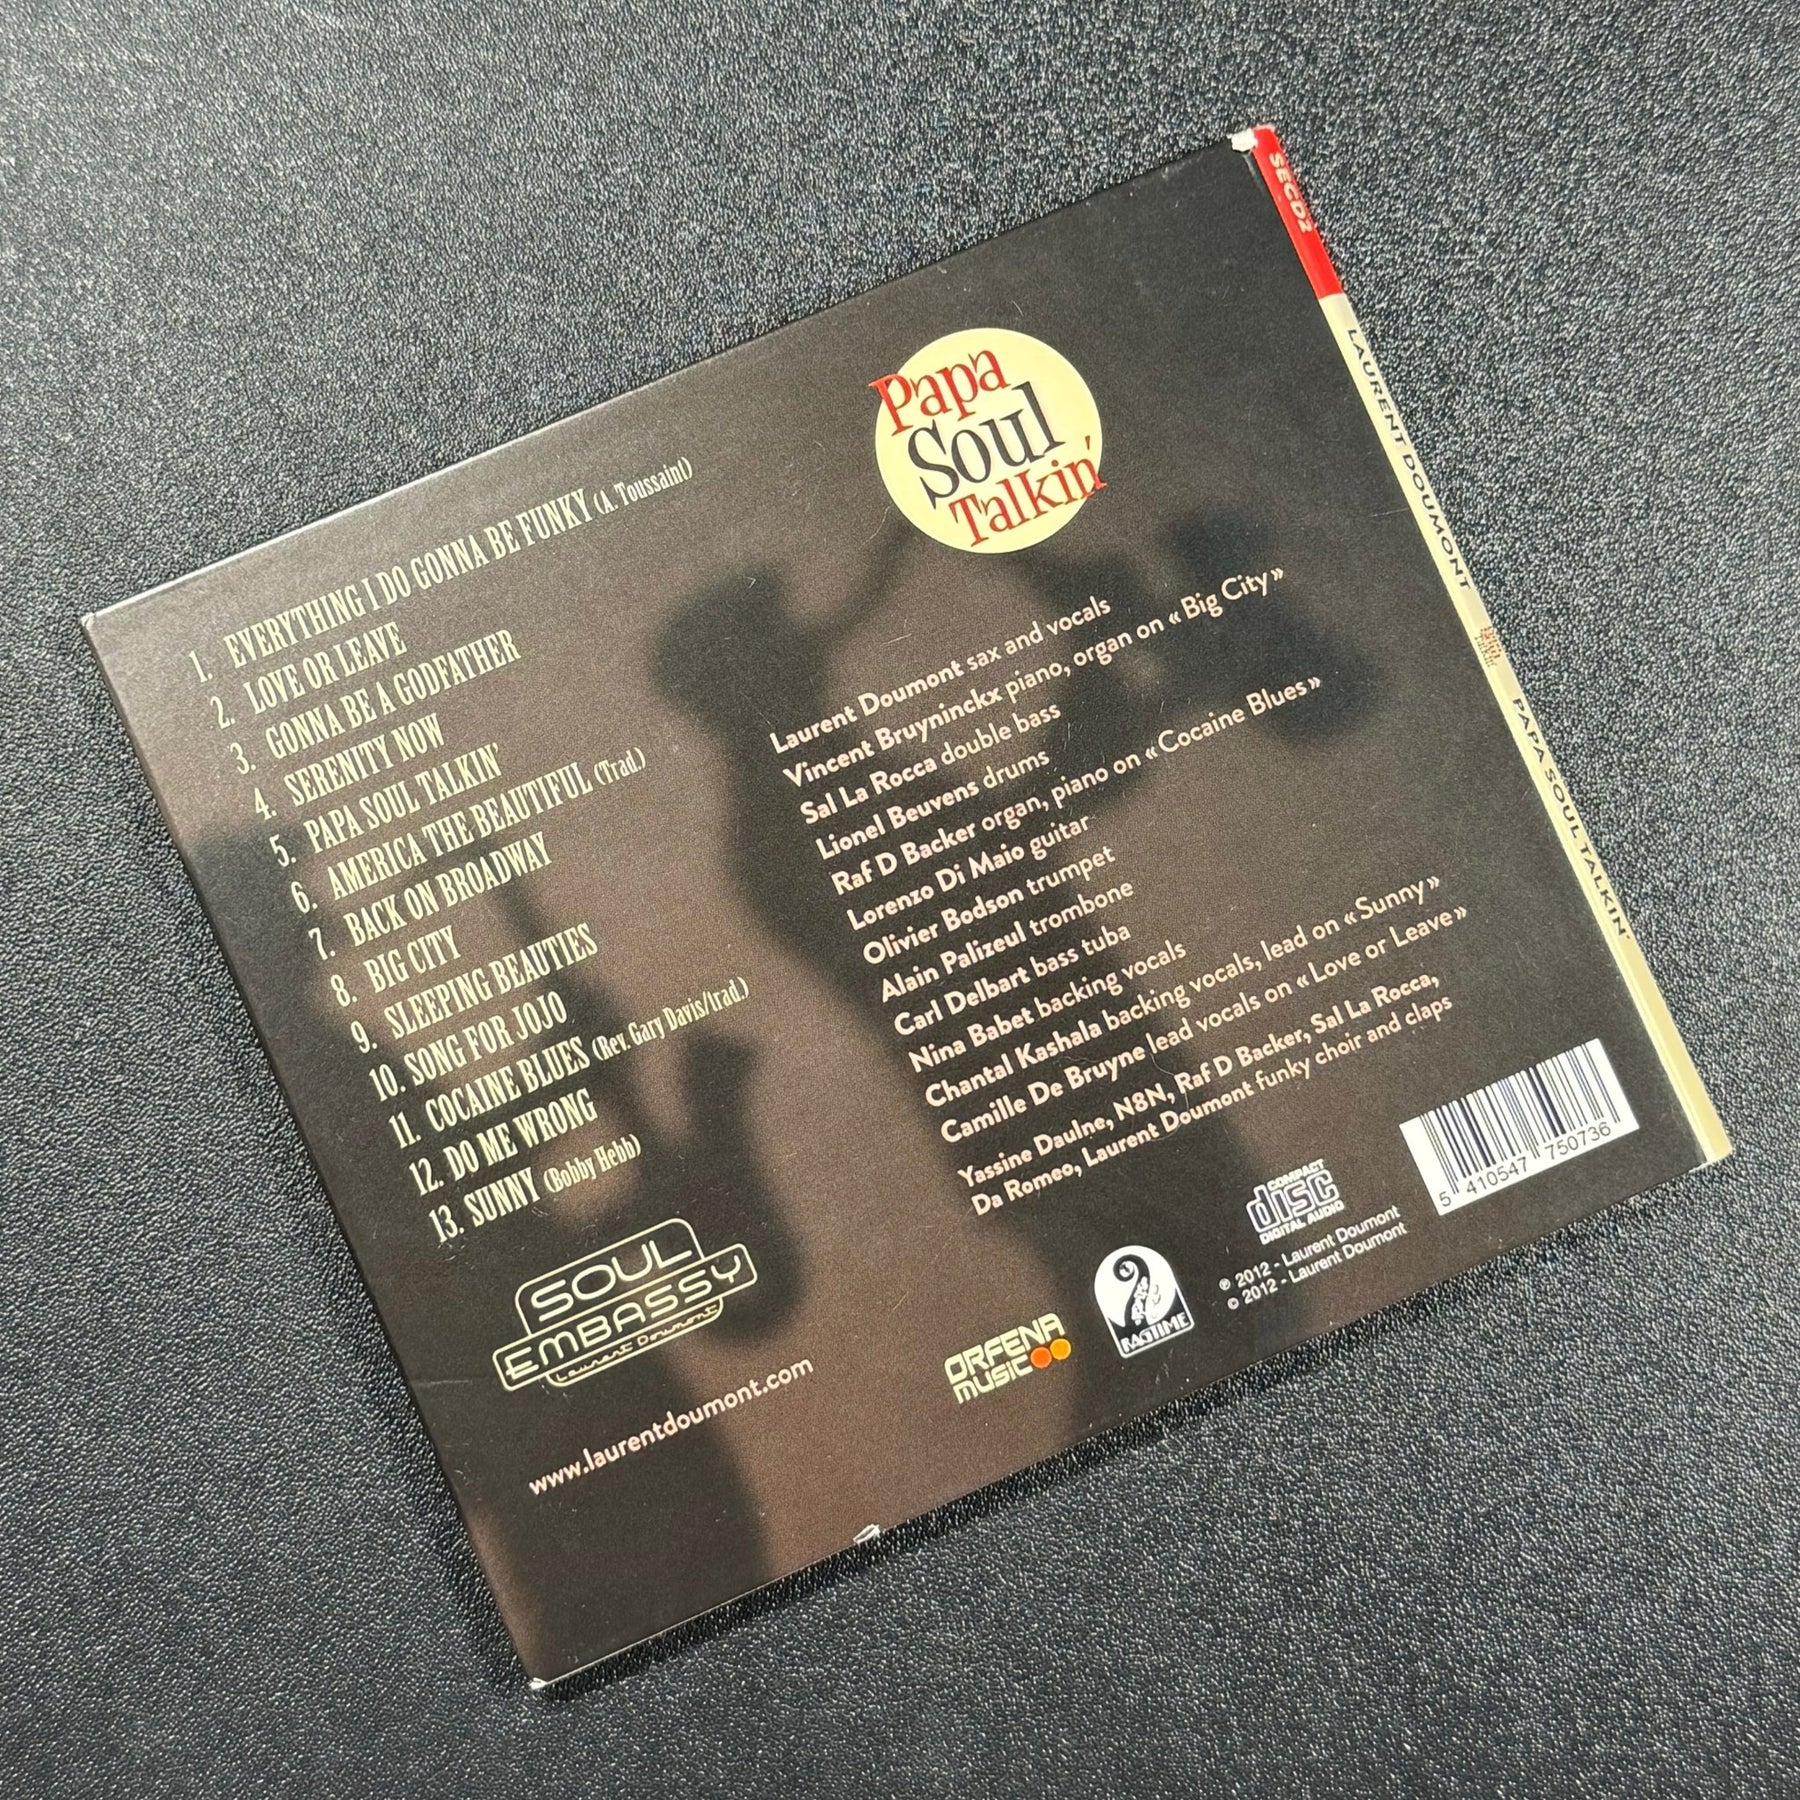 1. EVERYTHING I DO GONNA BE FUNKY (A. Toussaint)
2. LOVE OR LEAVE
3. GONNA BE A GODFATHER
4. SERENITY NOW
5. PAPA SOUL TALKIN'
6. AMERICA THE BEAUTIFUL (Trad.)
7. BACK ON BROADWAY
8. BIG CITY
9. SLEEPING BEAUTIES
10. SONG FOR JOJO
11. COCAINE BLUES (Rev. Gary Davis/trad.)
12. DO ME WRONG
13. SUNNY (Bobby Hebb)
SOUL
EMBASSY
Laurent Doumont
www.laurentdoumont.com
Papa
Soul
Talkin'
Laurent Doumont sax and vocals
Vincent Bruyninckx piano, organ on « Big City »
Sal La Rocca double bass
Lionel Beuvens drums
Raf D Backer organ, piano on « Cocaine Blues »
Lorenzo Di Maio guitar
Olivier Bodson trumpet
Alain Palizeul trombone
Carl Delbart bass tuba
Nina Babet backing vocals
Chantal Kashala backing vocals, lead on « Sunny »
Camille De Bruyne lead vocals on « Love or Leave »
Yassine Daulne, N8N, Raf D Backer, Sal La Rocca,
Da Romeo, Laurent Doumont funky choir and claps
ORFENA
MUSIC
RAGTIME
COMPACT
disc
DIGITAL AUDIO
℗ 2012 - Laurent Doumont
© 2012 - Laurent Doumont
5 410547 750736
SECD2
LAURENT DOUMONT
PAPA SOUL TALKIN'